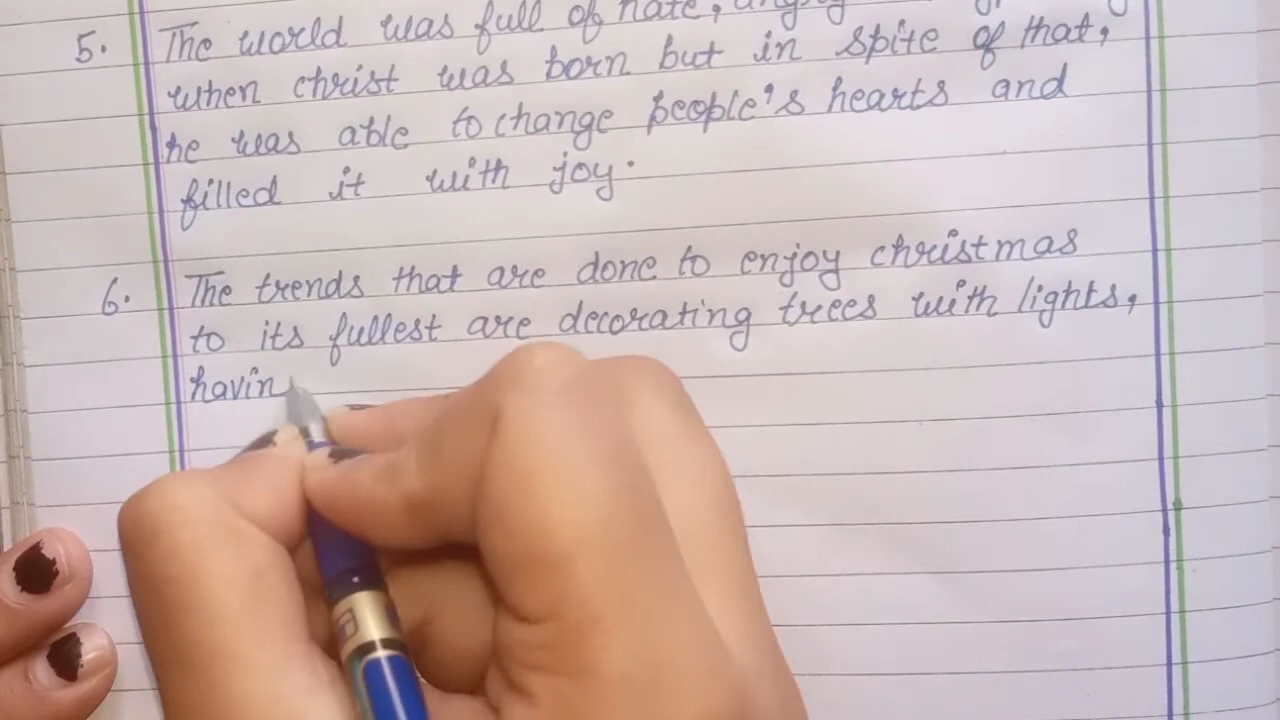 5. The world was full of hate,
when christ was born but in spite of that,
he was able to change people's hearts and
filled it with joy.
6. The trends that are done to enjoy christmas
to its fullest are decorating trees with lights,
havin